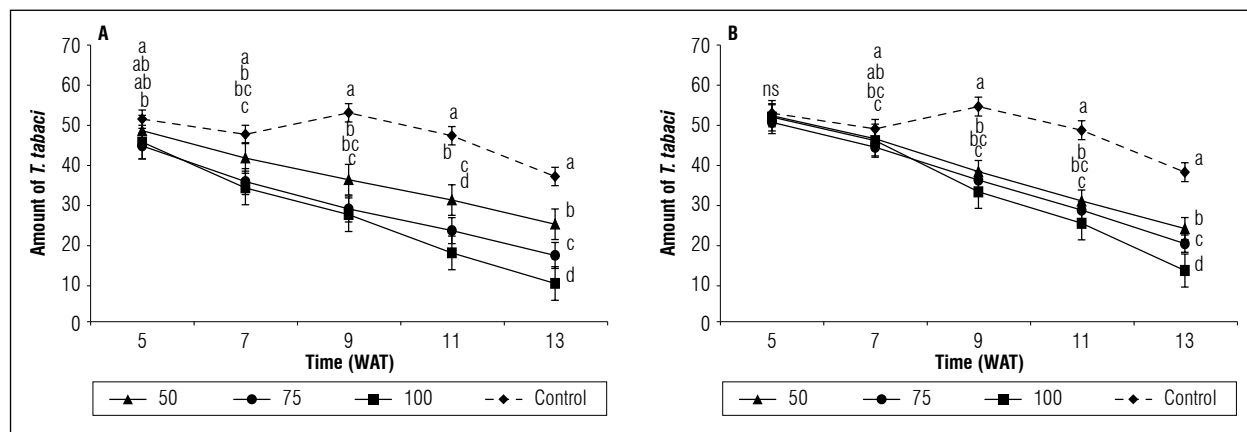 A
Amount of T. tabaci
70
60
50
40
30
20
10
0
a
ab
ab
b
a
b
bc
c
a
b
bc
c
a
b
c
d
a
b
c
d
5 7 9 11 13
Time (WAT)
50 75 100 Control
B
Amount of T. tabaci
70
60
50
40
30
20
10
0
ns
a
ab
bc
c
a
b
bc
c
a
b
bc
c
a
b
c
d
5 7 9 11 13
Time (WAT)
50 75 100 Control